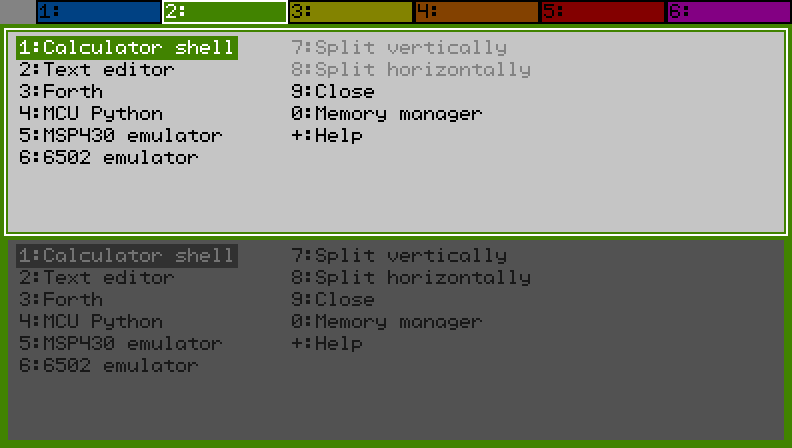 1: 2: 3: 4: 5: 6:
1:Calculator shell 7:Split vertically
2:Text editor 8:Split horizontally
3:Forth 9:Close
4:MCU Python 0:Memory manager
5:MSP430 emulator +:Help
6:6502 emulator
1:Calculator shell 7:Split vertically
2:Text editor 8:Split horizontally
3:Forth 9:Close
4:MCU Python 0:Memory manager
5:MSP430 emulator +:Help
6:6502 emulator